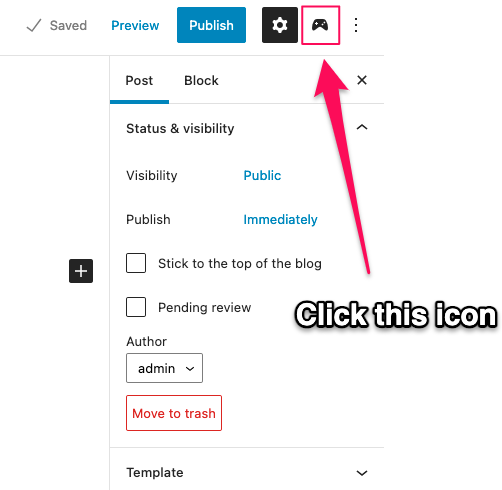 Saved Preview Publish
Post Block
Status & visibility
Visibility Public
Publish Immediately
Stick to the top of the blog
Pending review
Click this icon
Author
admin
Move to trash
Template